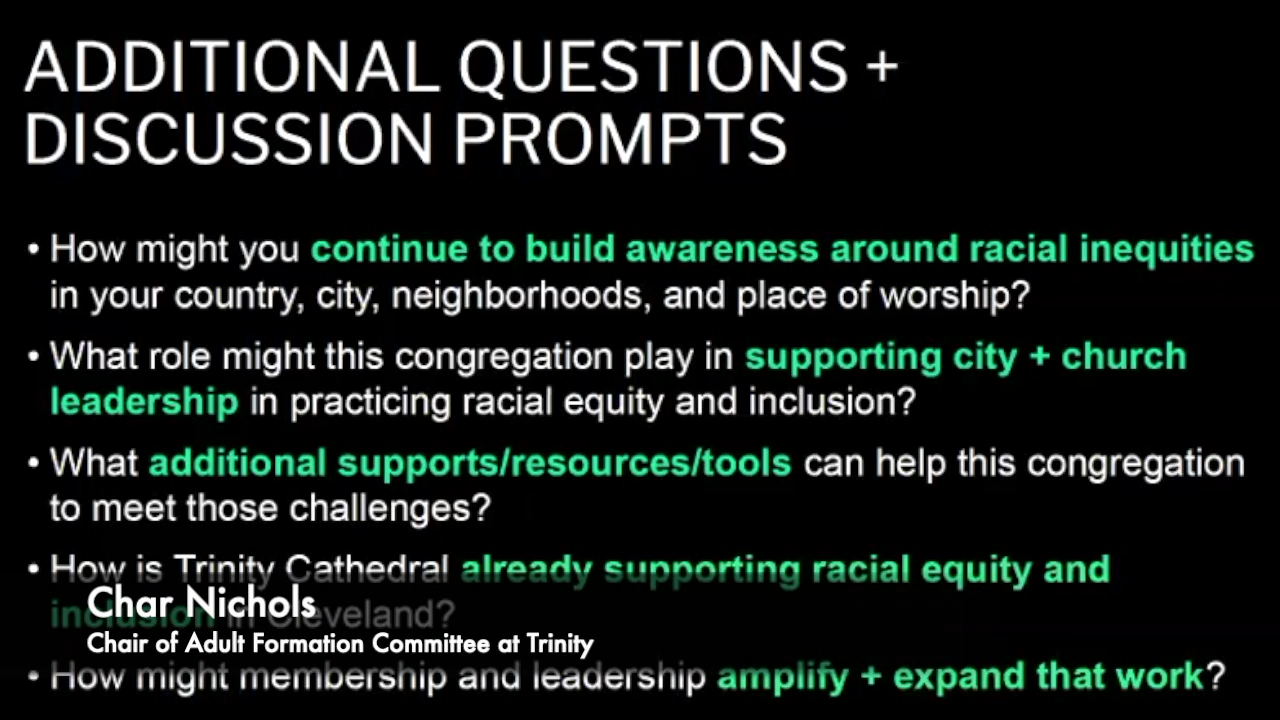 ADDITIONAL QUESTIONS +
DISCUSSION PROMPTS
• How might you continue to build awareness around racial inequities
in your country, city, neighborhoods, and place of worship?
• What role might this congregation play in supporting city + church
leadership in practicing racial equity and inclusion?
• What additional supports/resources/tools can help this congregation
to meet those challenges?
• How is Trinity Cathedral already supporting racial equity and
inclusion in Cleveland?
Char Nichols
Chair of Adult Formation Committee at Trinity
• How might membership and leadership amplify + expand that work?